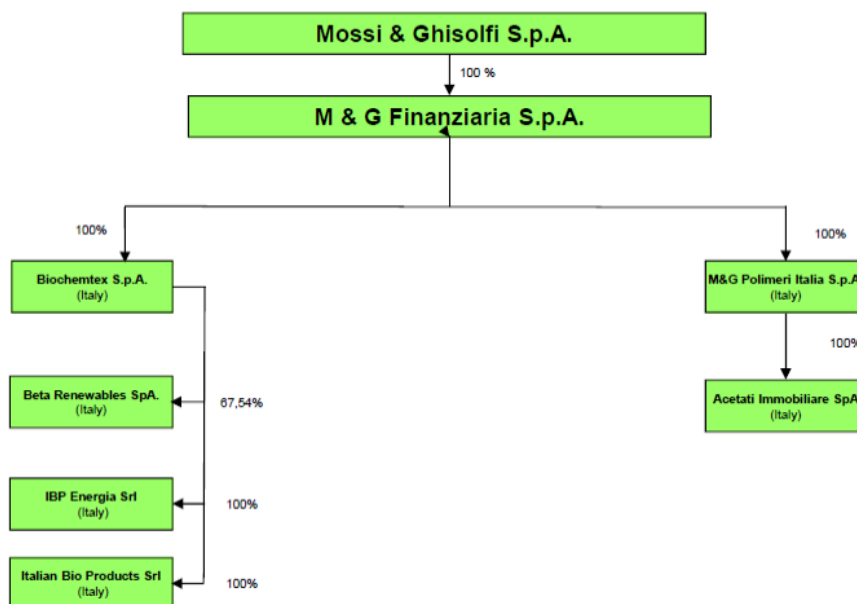 Mossi & Ghisolfi S.p.A.
100 %
M & G Finanziaria S.p.A.
100%
100%
Biochemtex S.p.A.
(Italy)
M&G Polimeri Italia S.p.A
(Italy)
100%
Beta Renewables SpA.
(Italy)
67,54%
Acetati Immobiliare SpA
(Italy)
IBP Energia Srl
(Italy)
100%
Italian Bio Products Srl
(Italy)
100%